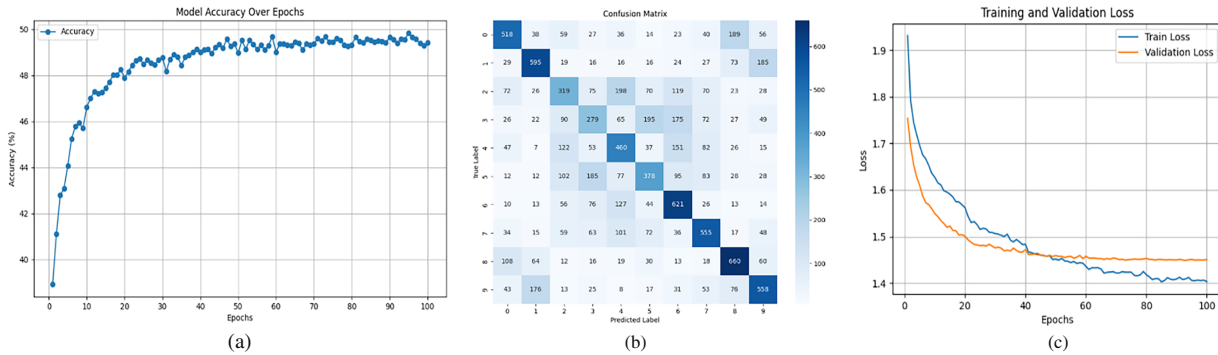 Model Accuracy Over Epochs
Accuracy
50
48
46
44
42
40
Accuracy (%)
0 10 20 30 40 50 60 70 80 90 100
Epochs
(a)
Confusion Matrix
0 518 38 59 27 36 14 23 40 189 56
1 29 595 19 16 16 16 24 27 73 185
2 72 26 319 75 198 70 119 70 23 28
3 26 22 90 279 65 195 175 72 27 49
4 47 7 122 53 460 37 151 82 26 15
5 12 12 102 185 77 378 95 83 28 28
6 10 13 56 76 127 44 621 26 13 14
7 34 15 59 63 101 72 36 555 17 48
8 108 64 12 16 19 30 13 18 660 60
9 43 176 13 25 8 17 31 53 76 558
0 1 2 3 4 5 6 7 8 9
True Label
Predicted Label
600
500
400
300
200
100
(b)
Training and Validation Loss
Train Loss
Validation Loss
1.9
1.8
1.7
1.6
1.5
1.4
Loss
0 20 40 60 80 100
Epochs
(c)